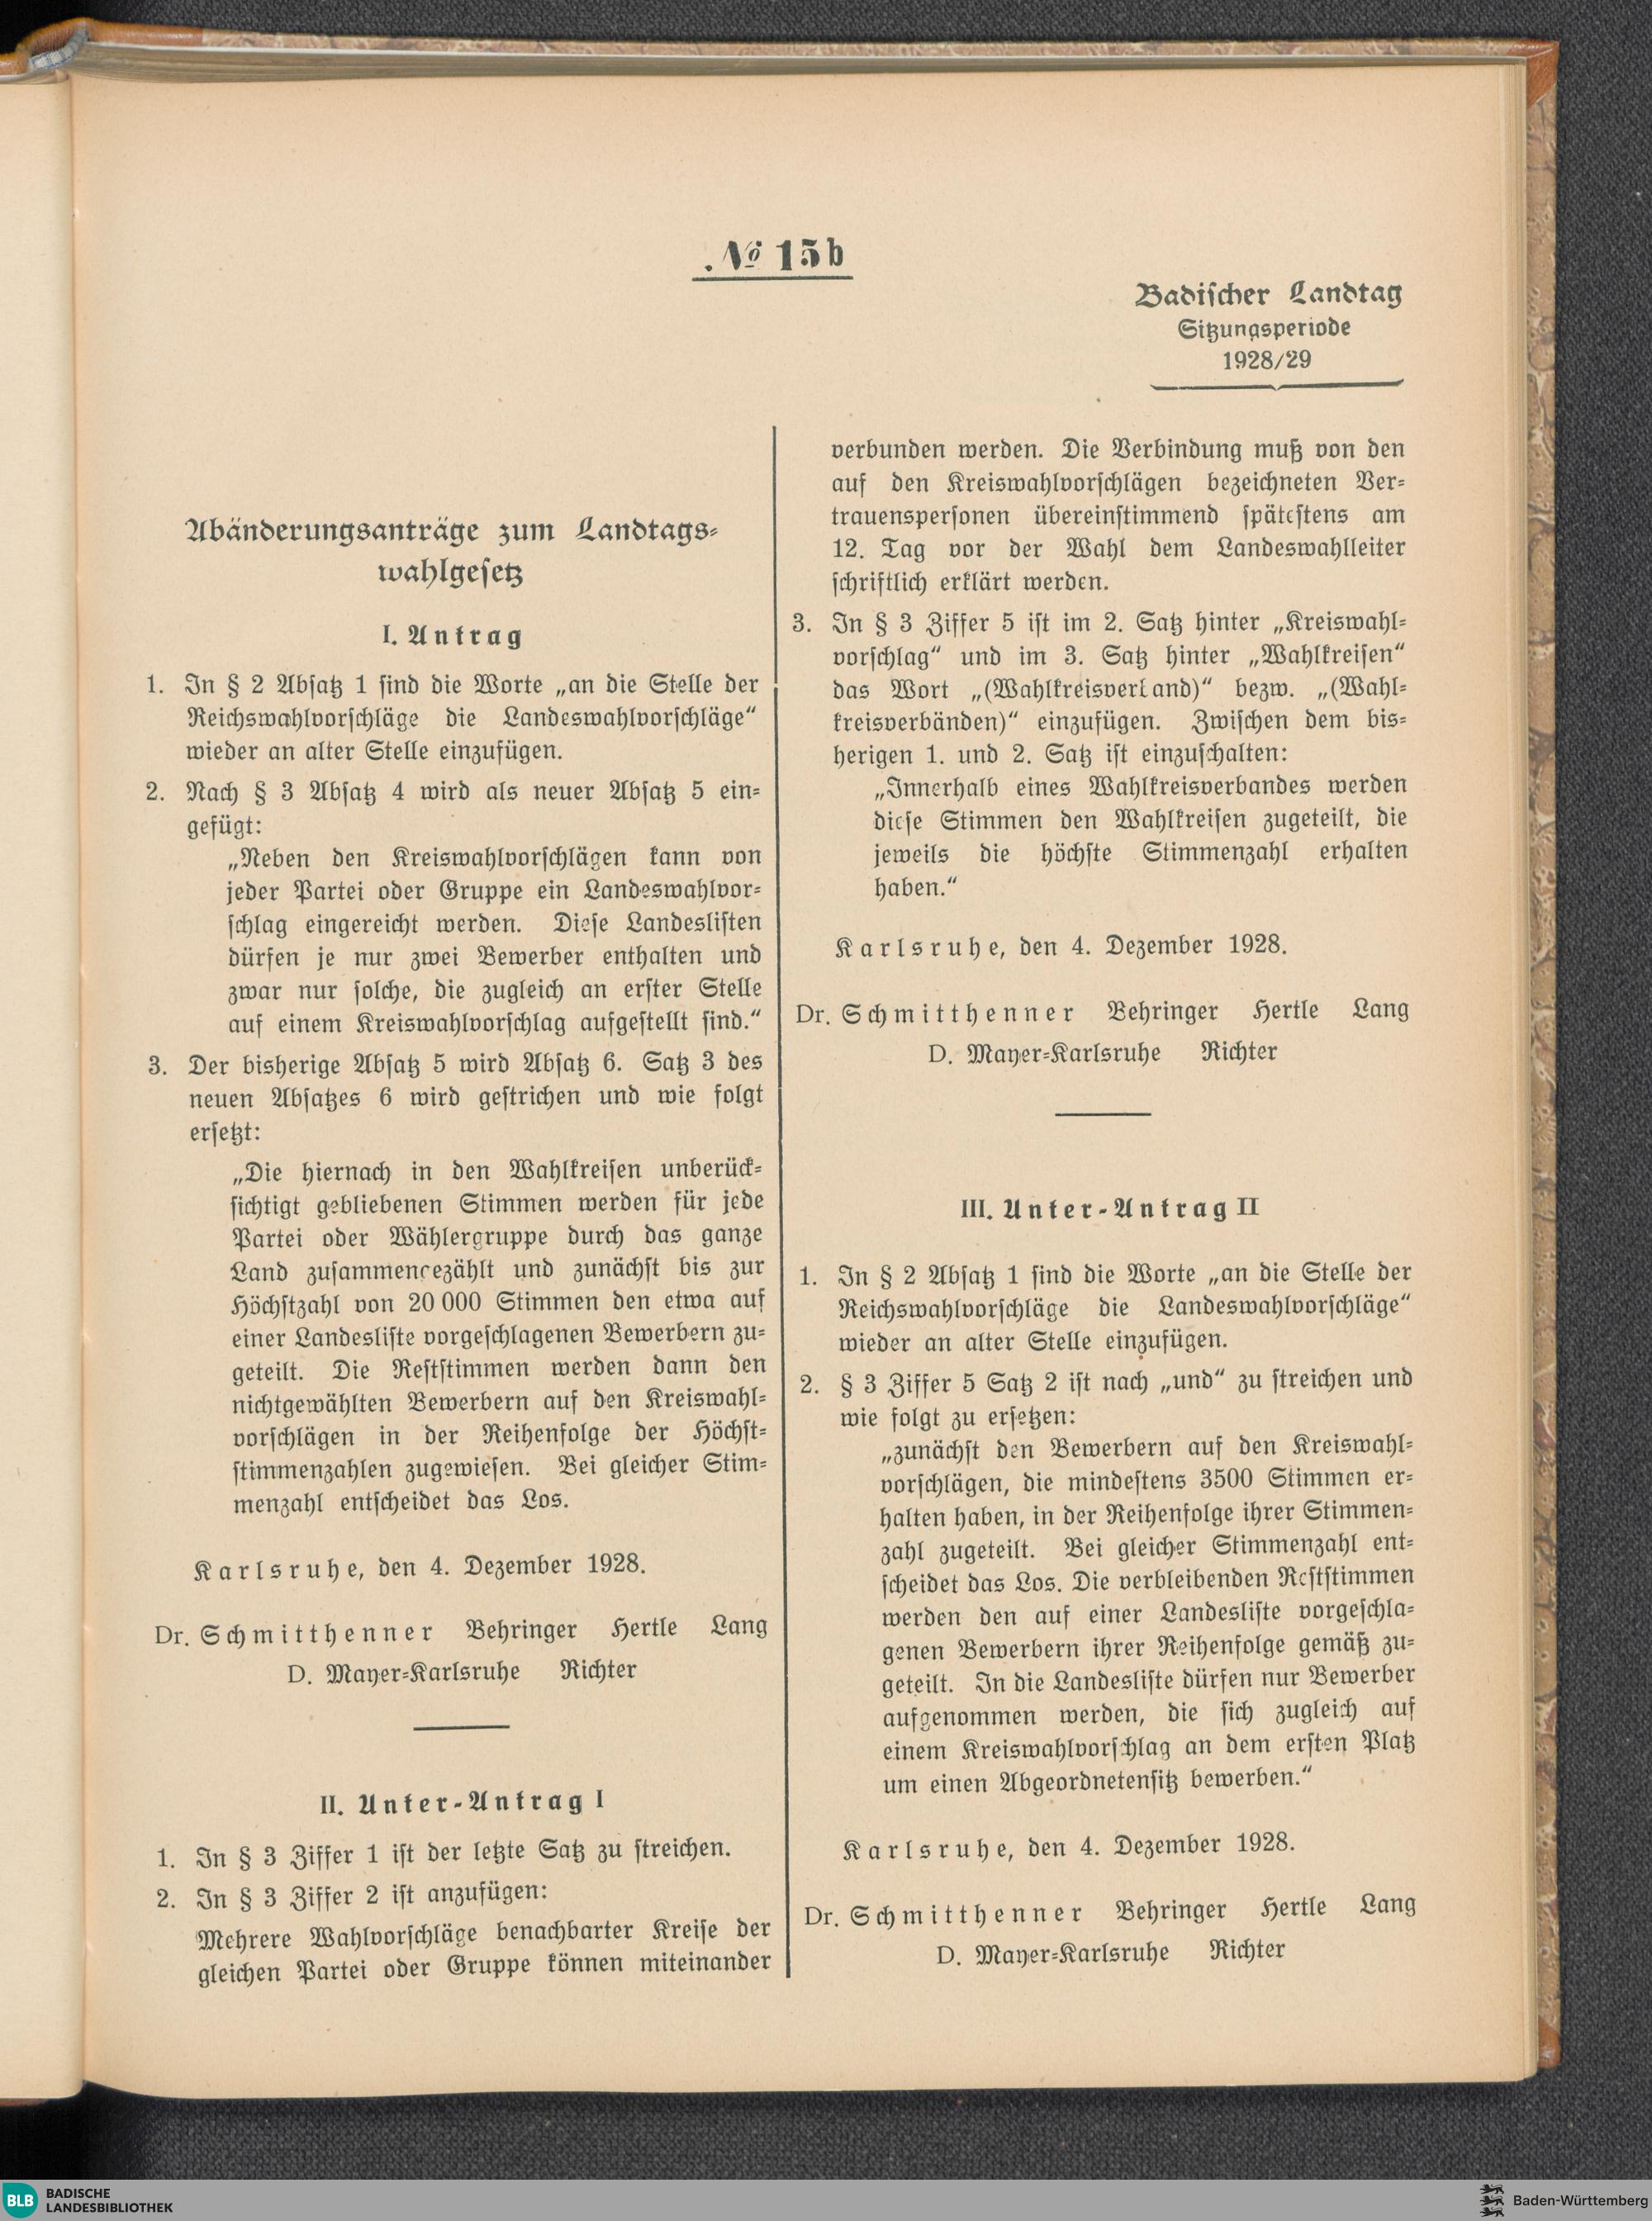 № 15b
Badischer Landtag
Sitzungsperiode
1928/29
Abänderungsanträge zum Landtags-
wahlgesetz
I. Antrag
1. In § 2 Absatz 1 sind die Worte „an die Stelle der
Reichswahlvorschläge die Landeswahlvorschläge“
wieder an alter Stelle einzufügen.
2. Nach § 3 Absatz 4 wird als neuer Absatz 5 ein-
gefügt:
„Neben den Kreiswahlvorschlägen kann von
jeder Partei oder Gruppe ein Landeswahlvor-
schlag eingereicht werden. Diese Landeslisten
dürfen je nur zwei Bewerber enthalten und
zwar nur solche, die zugleich an erster Stelle
auf einem Kreiswahlvorschlag aufgestellt sind.“
3. Der bisherige Absatz 5 wird Absatz 6. Satz 3 des
neuen Absatzes 6 wird gestrichen und wie folgt
ersetzt:
„Die hiernach in den Wahlkreisen unberück-
sichtigt gebliebenen Stimmen werden für jede
Partei oder Wählergruppe durch das ganze
Land zusammengezählt und zunächst bis zur
Höchstzahl von 20 000 Stimmen den etwa auf
einer Landesliste vorgeschlagenen Bewerbern zu-
geteilt. Die Reststimmen werden dann den
nichtgewählten Bewerbern auf den Kreiswahl-
vorschlägen in der Reihenfolge der Höchst-
stimmenzahlen zugewiesen. Bei gleicher Stim-
menzahl entscheidet das Los.
Karlsruhe, den 4. Dezember 1928.
Dr. Schmitthenner Behringer Hertle Lang
D. Mayer-Karlsruhe Richter
II. Unter-Antrag I
1. In § 3 Ziffer 1 ist der letzte Satz zu streichen.
2. In § 3 Ziffer 2 ist anzufügen:
Mehrere Wahlvorschläge benachbarter Kreise der
gleichen Partei oder Gruppe können miteinander
verbunden werden. Die Verbindung muß von den
auf den Kreiswahlvorschlägen bezeichneten Ver-
trauenspersonen übereinstimmend spätestens am
12. Tag vor der Wahl dem Landeswahlleiter
schriftlich erklärt werden.
3. In § 3 Ziffer 5 ist im 2. Satz hinter „Kreiswahl-
vorschlag“ und im 3. Satz hinter „Wahlkreisen“
das Wort „(Wahlkreisverband)“ bezw. „(Wahl-
kreisverbänden)“ einzufügen. Zwischen dem bis-
herigen 1. und 2. Satz ist einzuschalten:
„Innerhalb eines Wahlkreisverbandes werden
diese Stimmen den Wahlkreisen zugeteilt, die
jeweils die höchste Stimmenzahl erhalten
haben.“
Karlsruhe, den 4. Dezember 1928.
Dr. Schmitthenner Behringer Hertle Lang
D. Mayer-Karlsruhe Richter
III. Unter-Antrag II
1. In § 2 Absatz 1 sind die Worte „an die Stelle der
Reichswahlvorschläge die Landeswahlvorschläge“
wieder an alter Stelle einzufügen.
2. § 3 Ziffer 5 Satz 2 ist nach „und“ zu streichen und
wie folgt zu ersetzen:
„zunächst den Bewerbern auf den Kreiswahl-
vorschlägen, die mindestens 3500 Stimmen er-
halten haben, in der Reihenfolge ihrer Stimmen-
zahl zugeteilt. Bei gleicher Stimmenzahl ent-
scheidet das Los. Die verbleibenden Reststimmen
werden den auf einer Landesliste vorgeschla-
genen Bewerbern ihrer Reihenfolge gemäß zu-
geteilt. In die Landesliste dürfen nur Bewerber
aufgenommen werden, die sich zugleich auf
einem Kreiswahlvorschlag an dem ersten Platz
um einen Abgeordnetensitz bewerben.“
Karlsruhe, den 4. Dezember 1928.
Dr. Schmitthenner Behringer Hertle Lang
D. Mayer-Karlsruhe Richter
BLB BADISCHE
LANDESBIBLIOTHEK
Baden-Württemberg